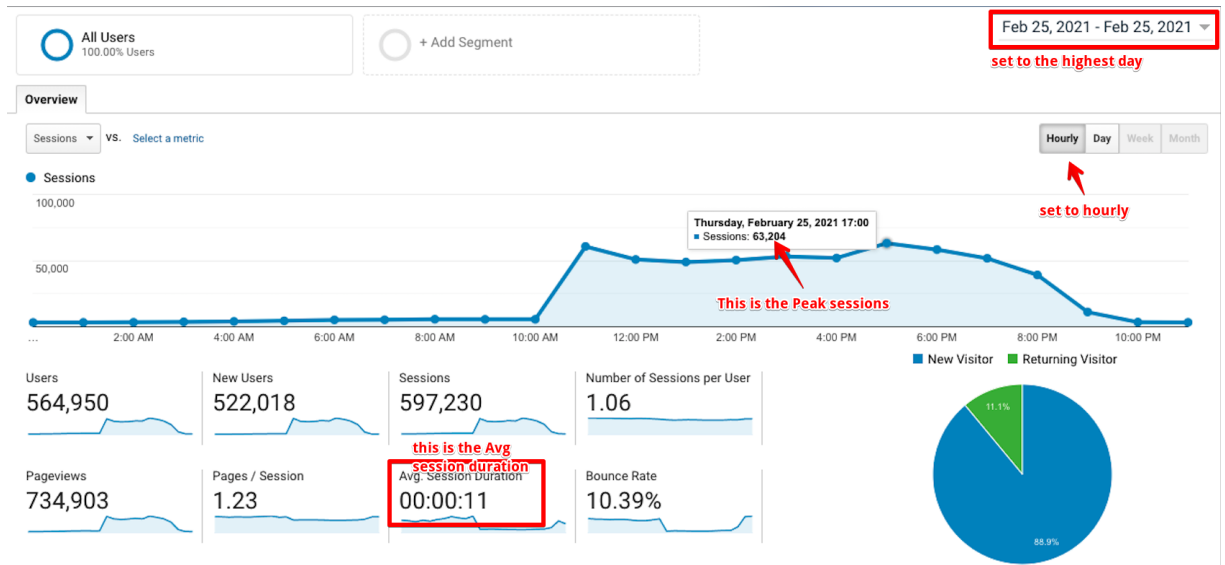 All Users
100.00% Users
+ Add Segment
Feb 25, 2021 - Feb 25, 2021
set to the highest day
Overview
Sessions
vs.
Select a metric
Hourly
Day
Week
Month
set to hourly
Sessions
100,000
50,000
Thursday, February 25, 2021 17:00
Sessions: 63,204
This is the Peak sessions
...
2:00 AM
4:00 AM
6:00 AM
8:00 AM
10:00 AM
12:00 PM
2:00 PM
4:00 PM
6:00 PM
8:00 PM
10:00 PM
New Visitor
Returning Visitor
Users
564,950
New Users
522,018
Sessions
597,230
Number of Sessions per User
1.06
this is the Avg
session duration
Pageviews
734,903
Pages / Session
1.23
Avg. Session Duration
00:00:11
Bounce Rate
10.39%
11.1%
88.9%